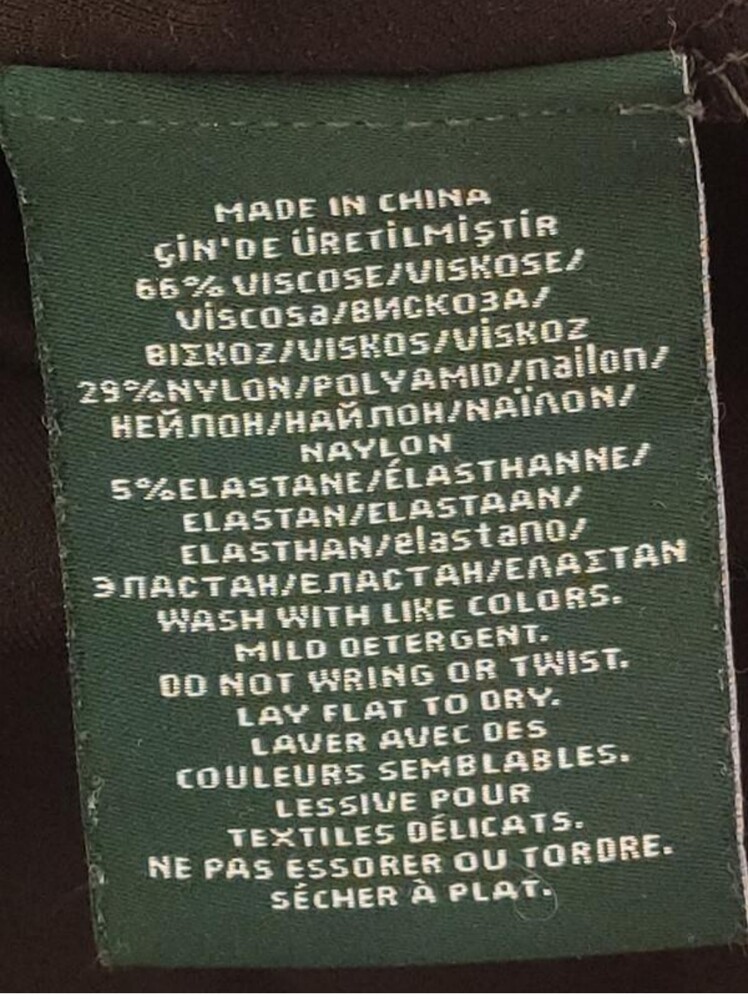 MADE IN CHINA
ÇİN'DE ÜRETİLMİŞTİR
66% VISCOSE/VISKOSE/
Viscosa/ВИСКОЗА/
ΒΙΣΚΟΖ/VISKOS/VİSKOZ
29%NYLON/POLYAMID/nailon/
НЕЙЛОН/НАЙЛОН/ΝΑΪΛΟΝ/
NAYLON
5%ELASTANE/ÉLASTHANNE/
ELASTAN/ELASTAAN/
ELASTHAN/elastano/
ЭЛАСТАН/ЕЛАСТАН/ΕΛΑΣΤΑΝ
WASH WITH LIKE COLORS.
MILD DETERGENT.
DO NOT WRING OR TWIST.
LAY FLAT TO DRY.
LAVER AVEC DES
COULEURS SEMBLABLES.
LESSIVE POUR
TEXTILES DÉLICATS.
NE PAS ESSORER OU TORDRE.
SÉCHER À PLAT.